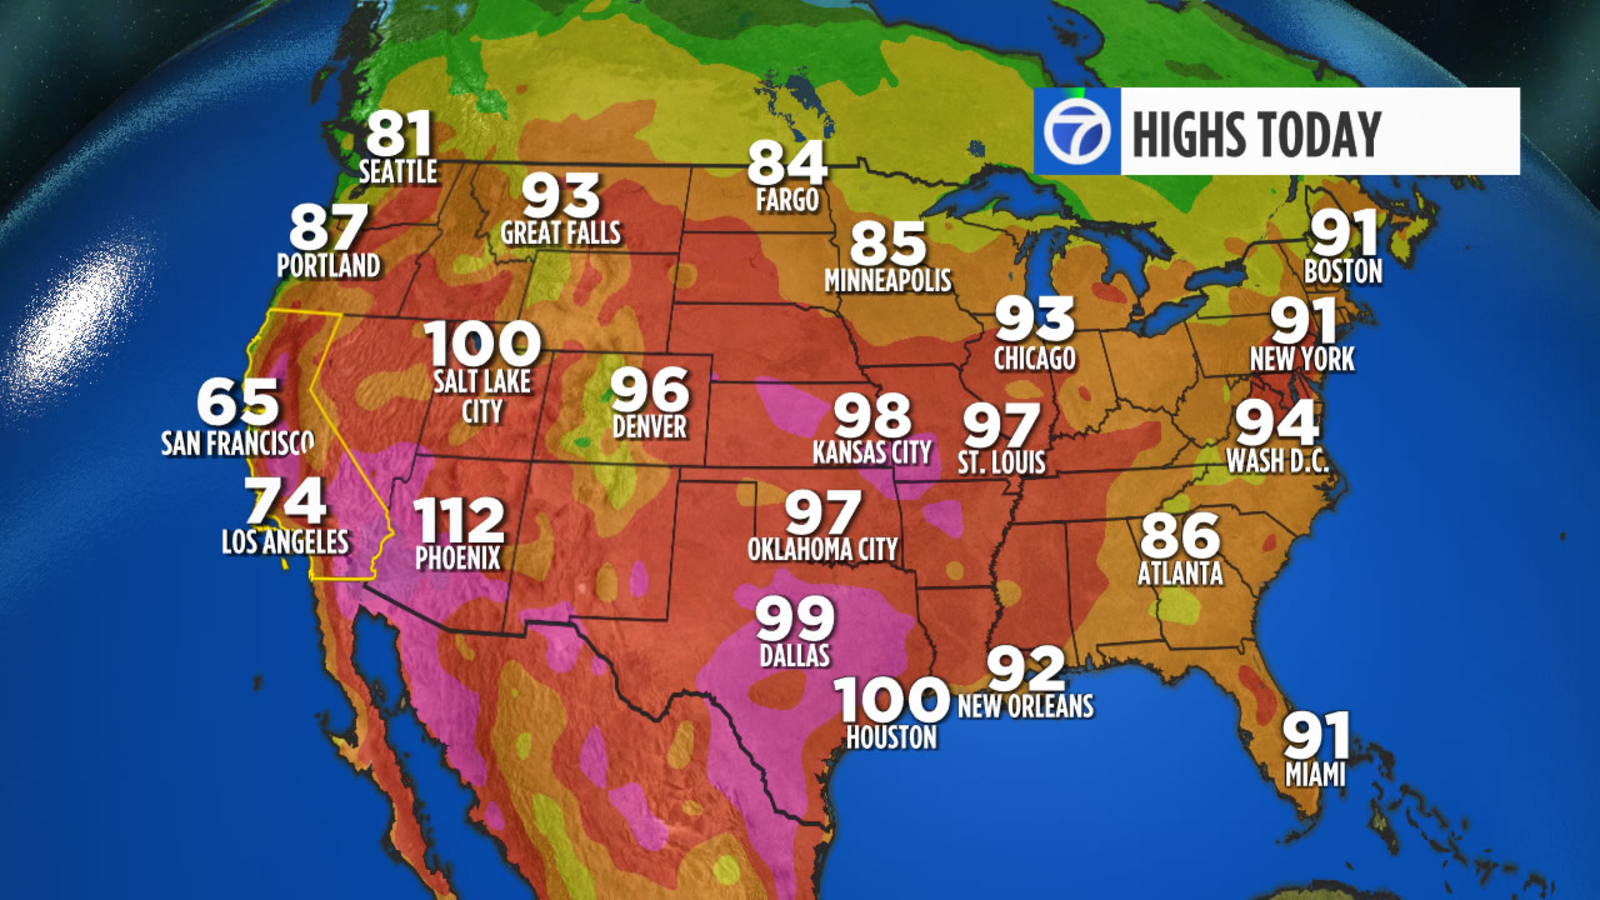 7 HIGHS TODAY
81
SEATTLE
84
FARGO
93
GREAT FALLS
87
PORTLAND
85
MINNEAPOLIS
91
BOSTON
93
CHICAGO
91
NEW YORK
100
SALT LAKE
CITY
96
DENVER
65
SAN FRANCISCO
98
KANSAS CITY
97
ST. LOUIS
94
WASH D.C.
74
LOS ANGELES
112
PHOENIX
97
OKLAHOMA CITY
86
ATLANTA
99
DALLAS
100
HOUSTON
92
NEW ORLEANS
91
MIAMI